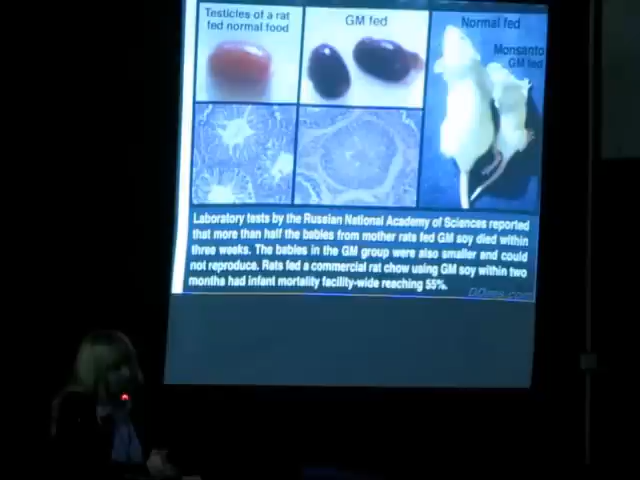 Testicles of a rat
fed normal food
GM fed
Normal fed
Monsanto
GM fed
Laboratory tests by the Russian National Academy of Sciences reported
that more than half the babies from mother rats fed GM soy died within
three weeks. The babies in the GM group were also smaller and could
not reproduce. Rats fed a commercial rat chow using GM soy within two
months had infant mortality facility-wide reaching 55%.